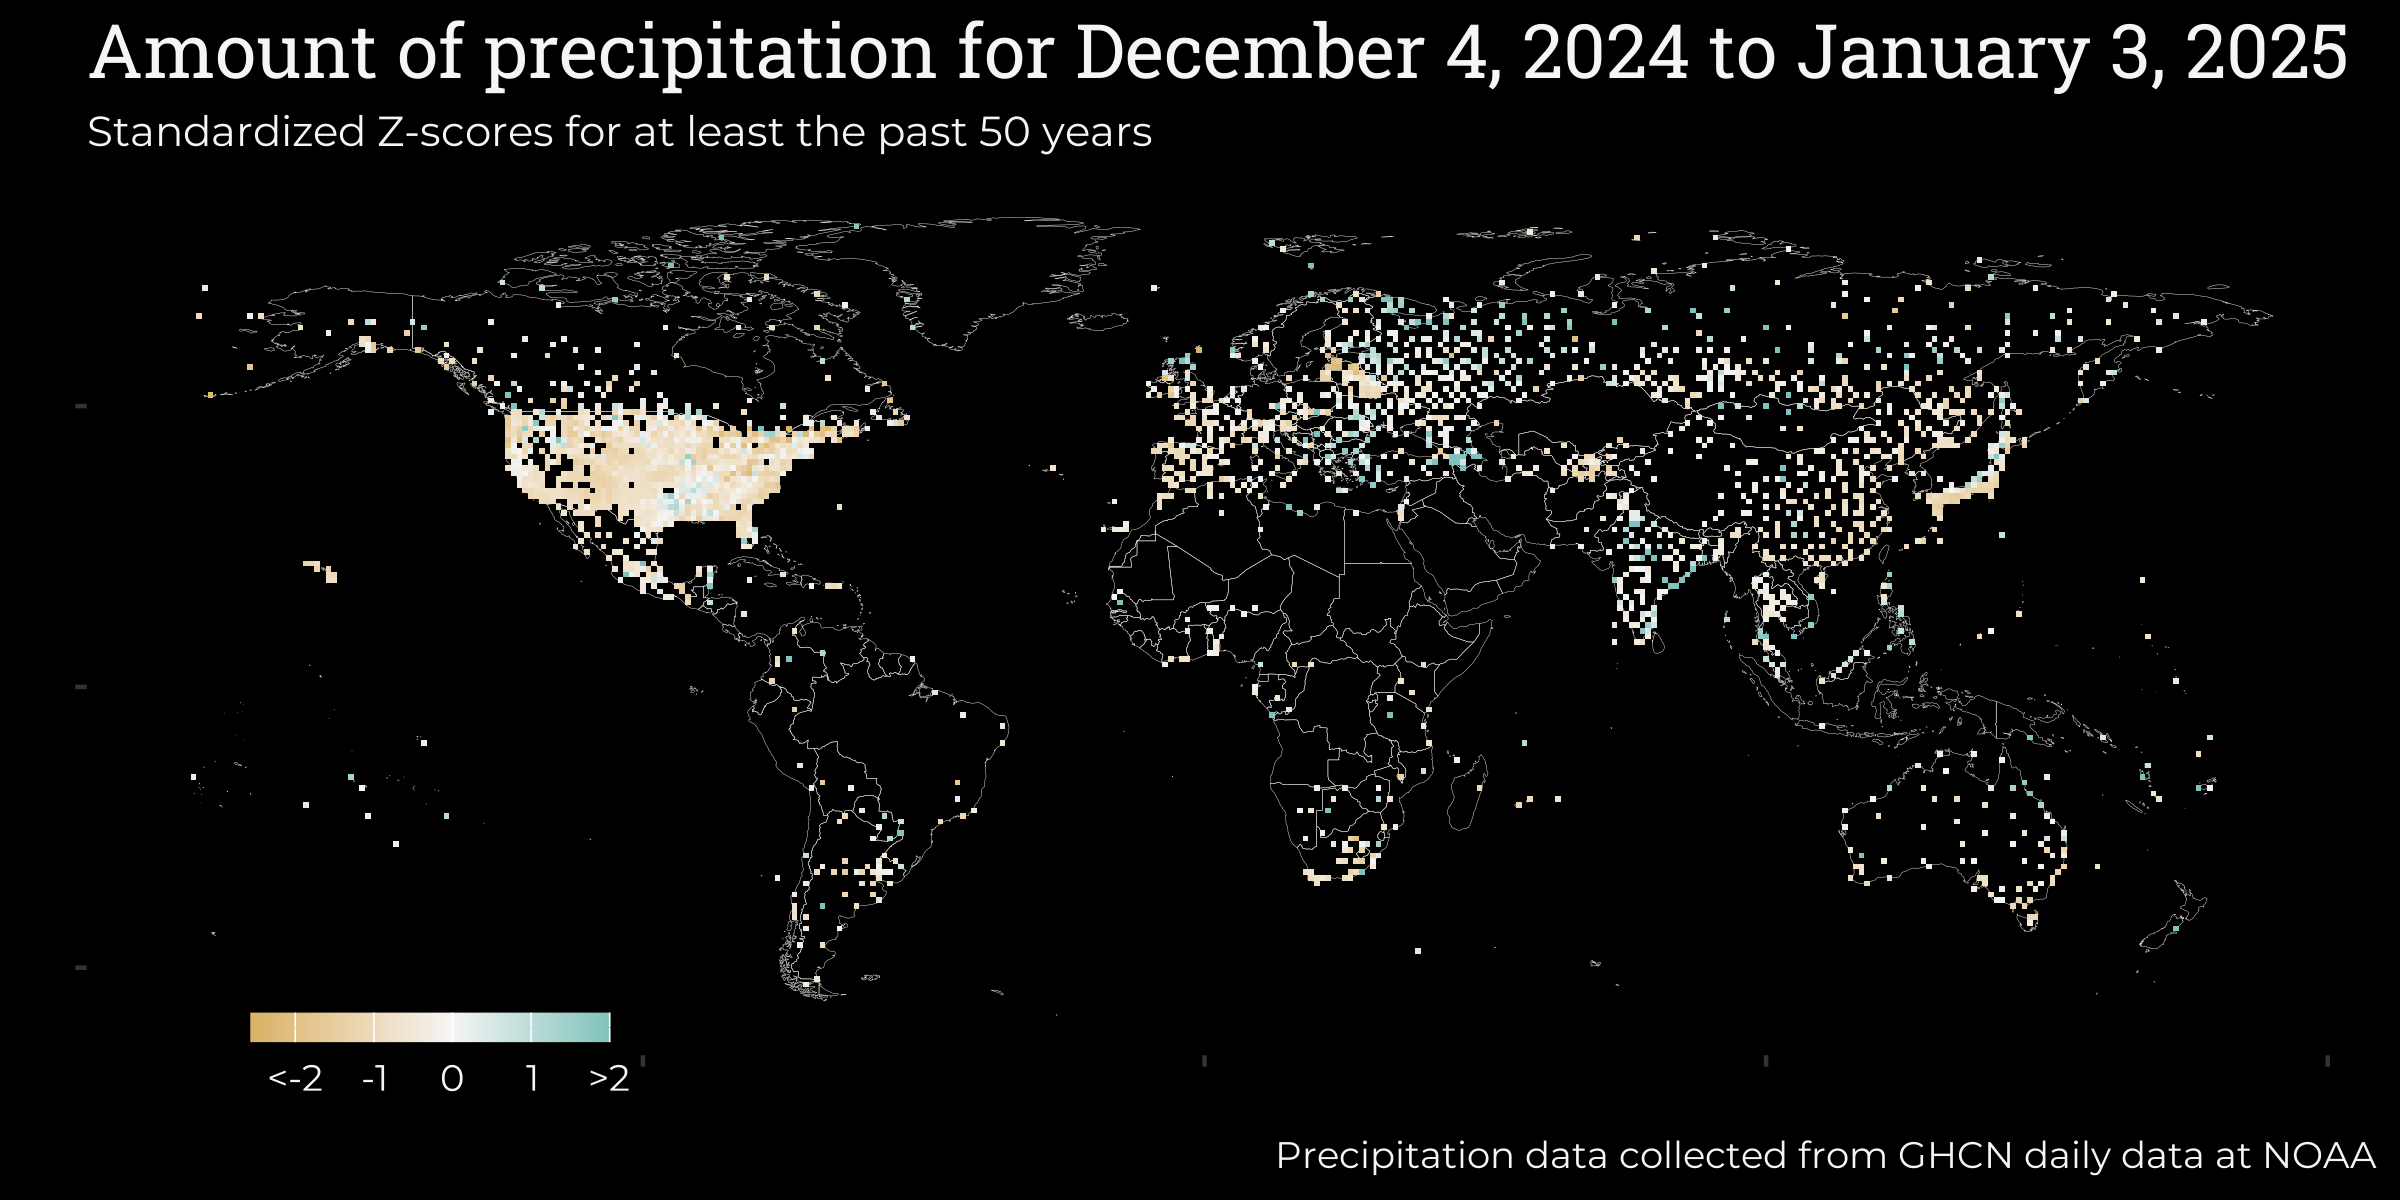 Amount of precipitation for December 4, 2024 to January 3, 2025
Standardized Z-scores for at least the past 50 years
<-2 -1 0 1 >2
Precipitation data collected from GHCN daily data at NOAA